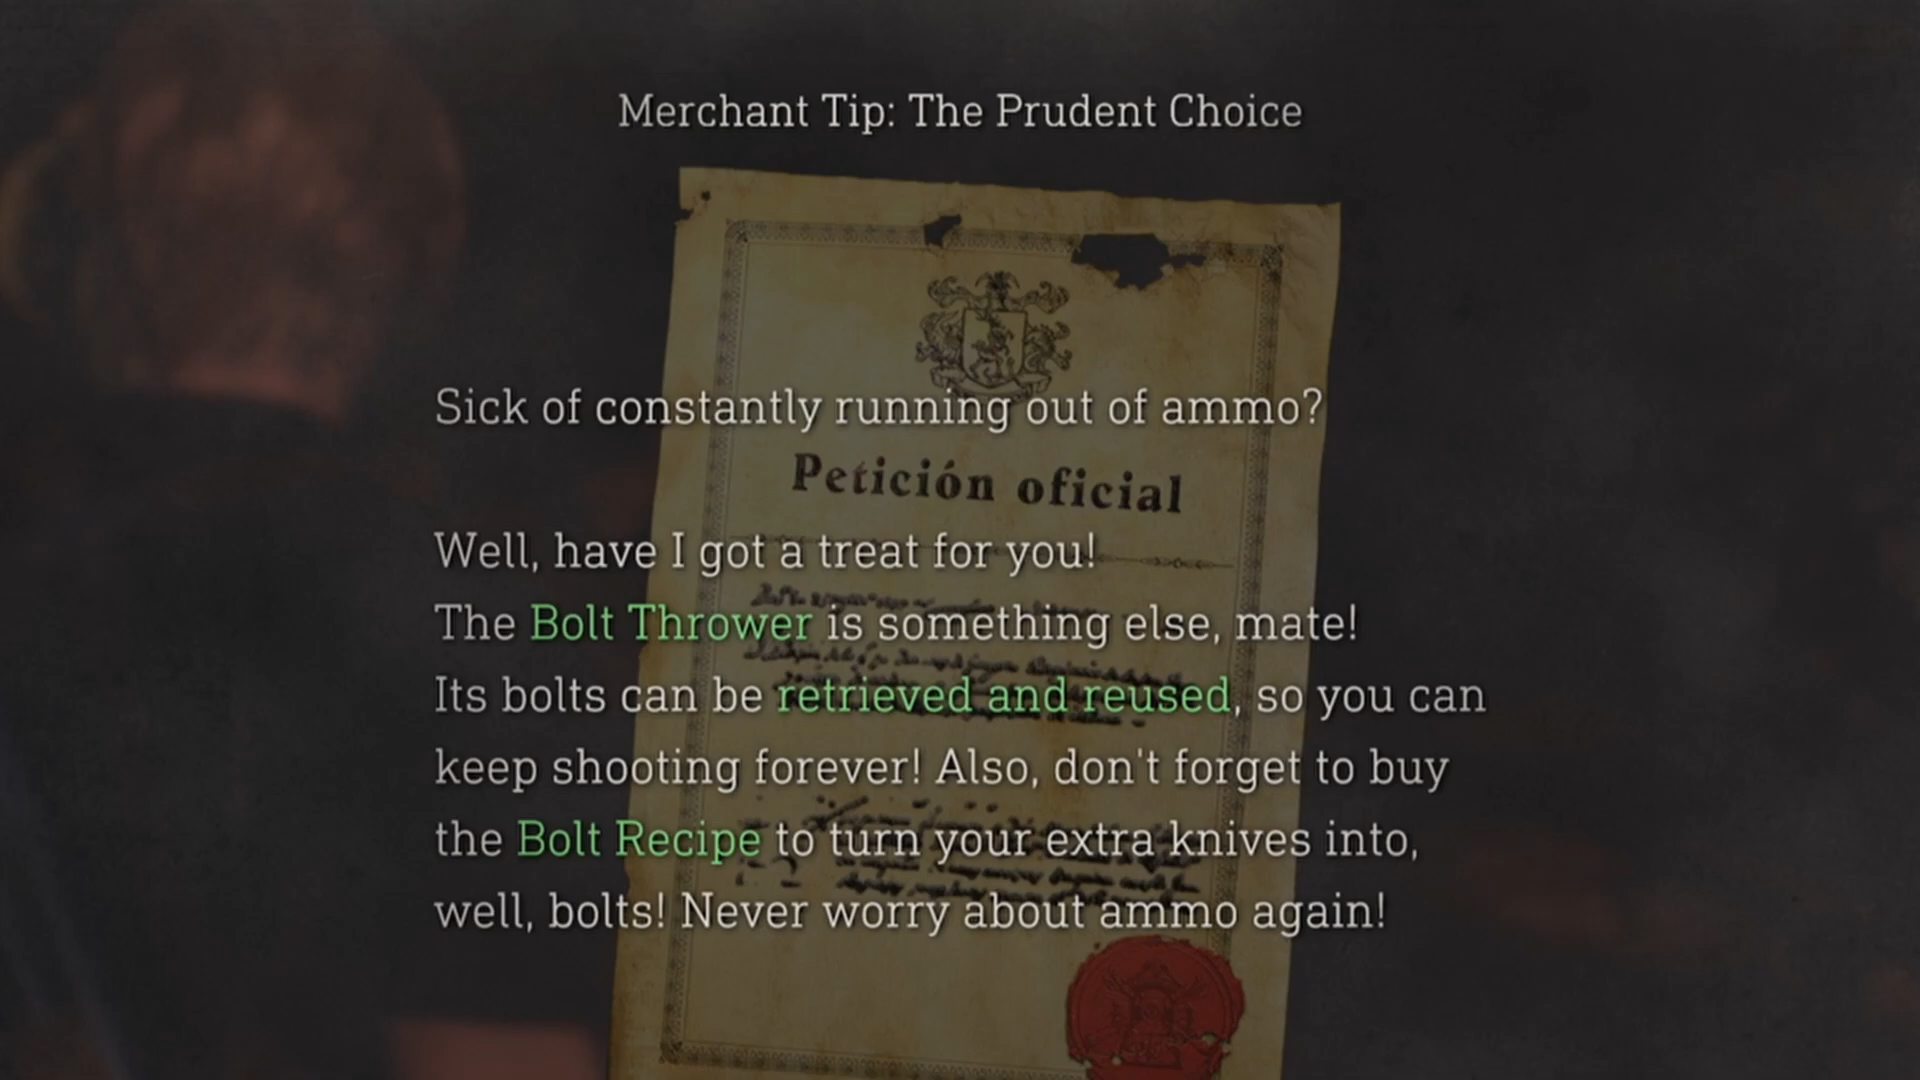 Merchant Tip: The Prudent Choice
Sick of constantly running out of ammo?
Petición oficial
Well, have I got a treat for you!
The Bolt Thrower is something else, mate!
Its bolts can be retrieved and reused, so you can
keep shooting forever! Also, don't forget to buy
the Bolt Recipe to turn your extra knives into,
well, bolts! Never worry about ammo again!